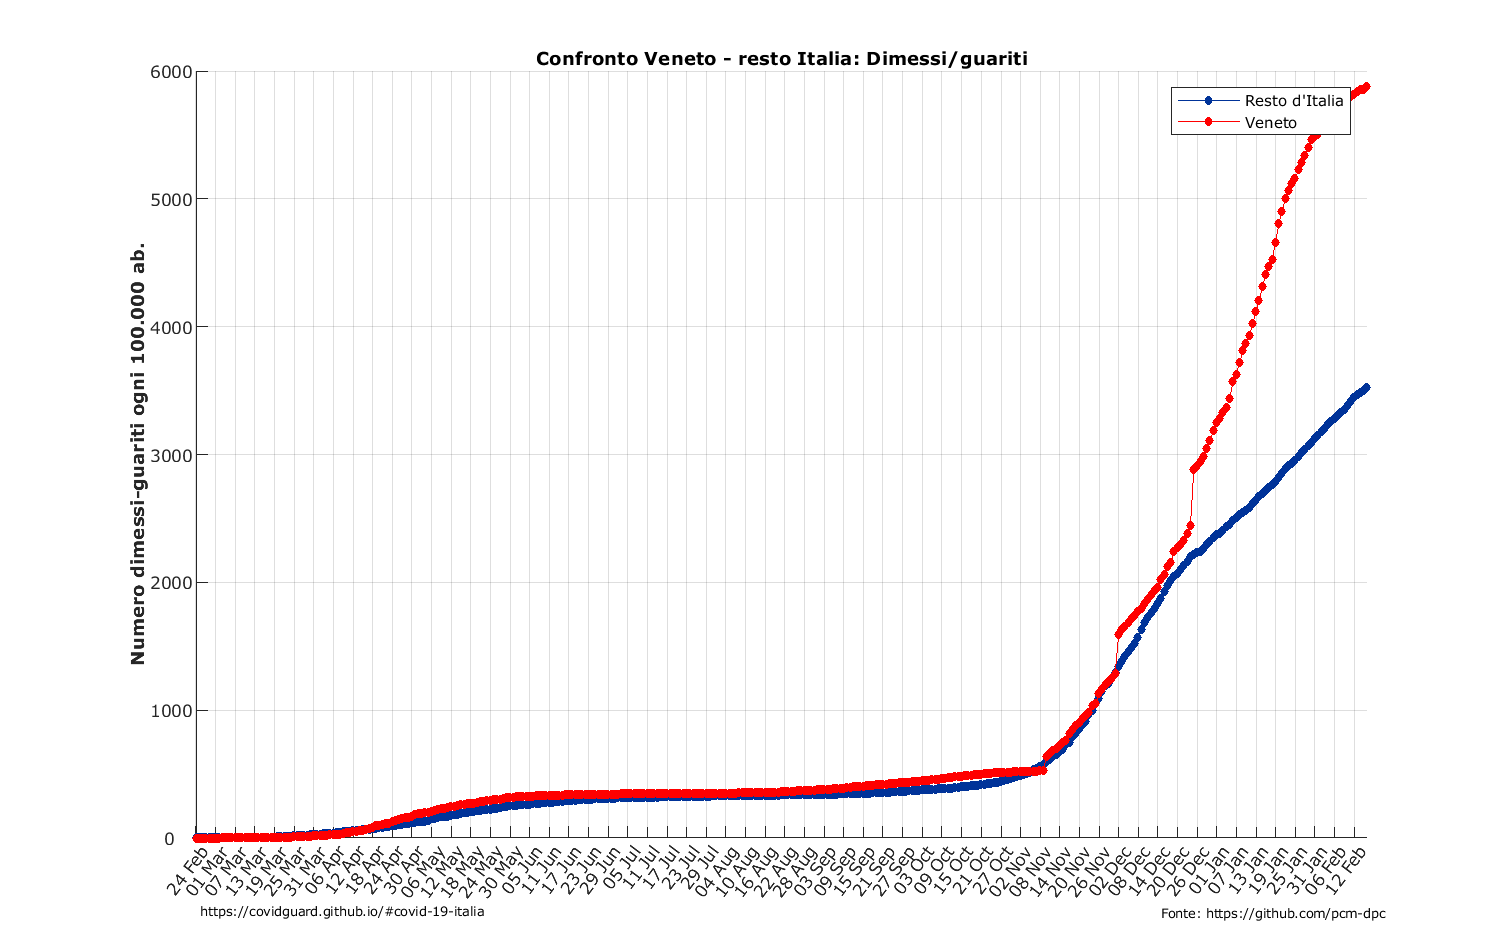 Confronto Veneto - resto Italia: Dimessi/guariti
Numero dimessi-guariti ogni 100.000 ab.
6000
5000
4000
3000
2000
1000
0
Resto d'Italia
Veneto
24 Feb
01 Mar
07 Mar
13 Mar
19 Mar
25 Mar
31 Mar
06 Apr
12 Apr
18 Apr
24 Apr
30 Apr
06 May
12 May
18 May
24 May
30 May
05 Jun
11 Jun
17 Jun
23 Jun
29 Jun
05 Jul
11 Jul
17 Jul
23 Jul
29 Jul
04 Aug
10 Aug
16 Aug
22 Aug
28 Aug
03 Sep
09 Sep
15 Sep
21 Sep
27 Sep
03 Oct
09 Oct
15 Oct
21 Oct
27 Oct
02 Nov
08 Nov
14 Nov
20 Nov
26 Nov
02 Dec
08 Dec
14 Dec
20 Dec
26 Dec
01 Jan
07 Jan
13 Jan
19 Jan
25 Jan
31 Jan
06 Feb
12 Feb
https://covidguard.github.io/#covid-19-italia
Fonte: https://github.com/pcm-dpc